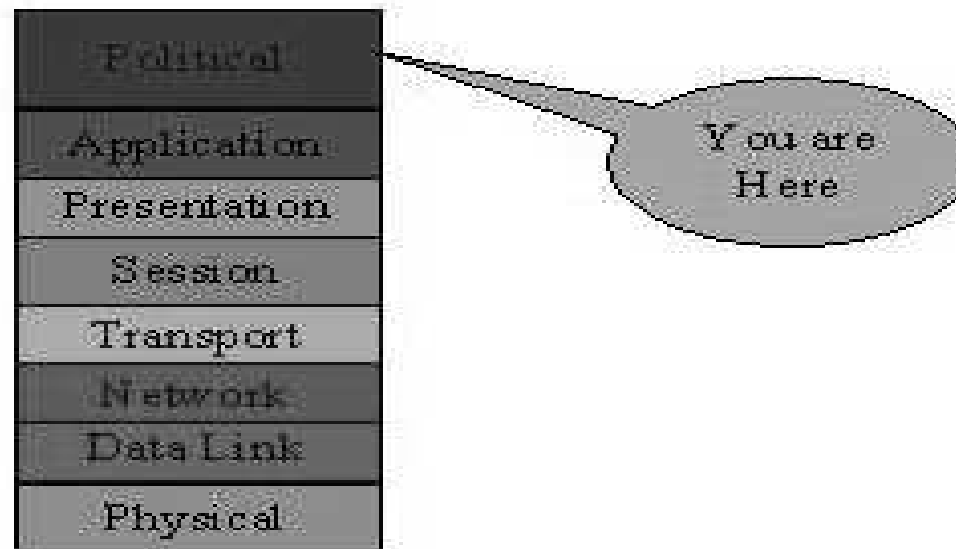 Political
Application
Presentation
Session
Transport
Network
Data Link
Physical
You are
Here